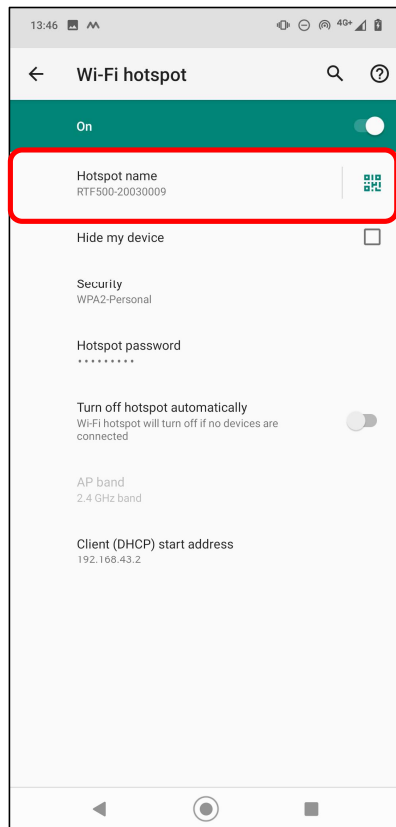 13:46 4G+
Wi-Fi hotspot
On
Hotspot name
RTF500-20030009
Hide my device
Security
WPA2-Personal
Hotspot password
•••••••••
Turn off hotspot automatically
Wi-Fi hotspot will turn off if no devices are
connected
AP band
2.4 GHz band
Client (DHCP) start address
192.168.43.2